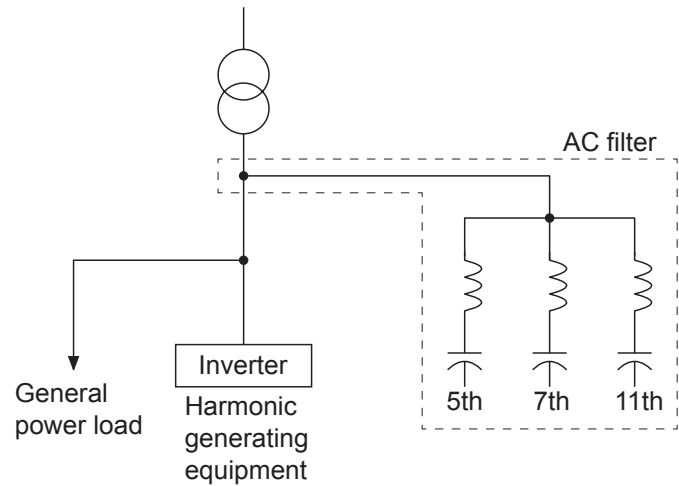 AC filter
Inverter
General
power load
Harmonic
generating
equipment
5th
7th
11th